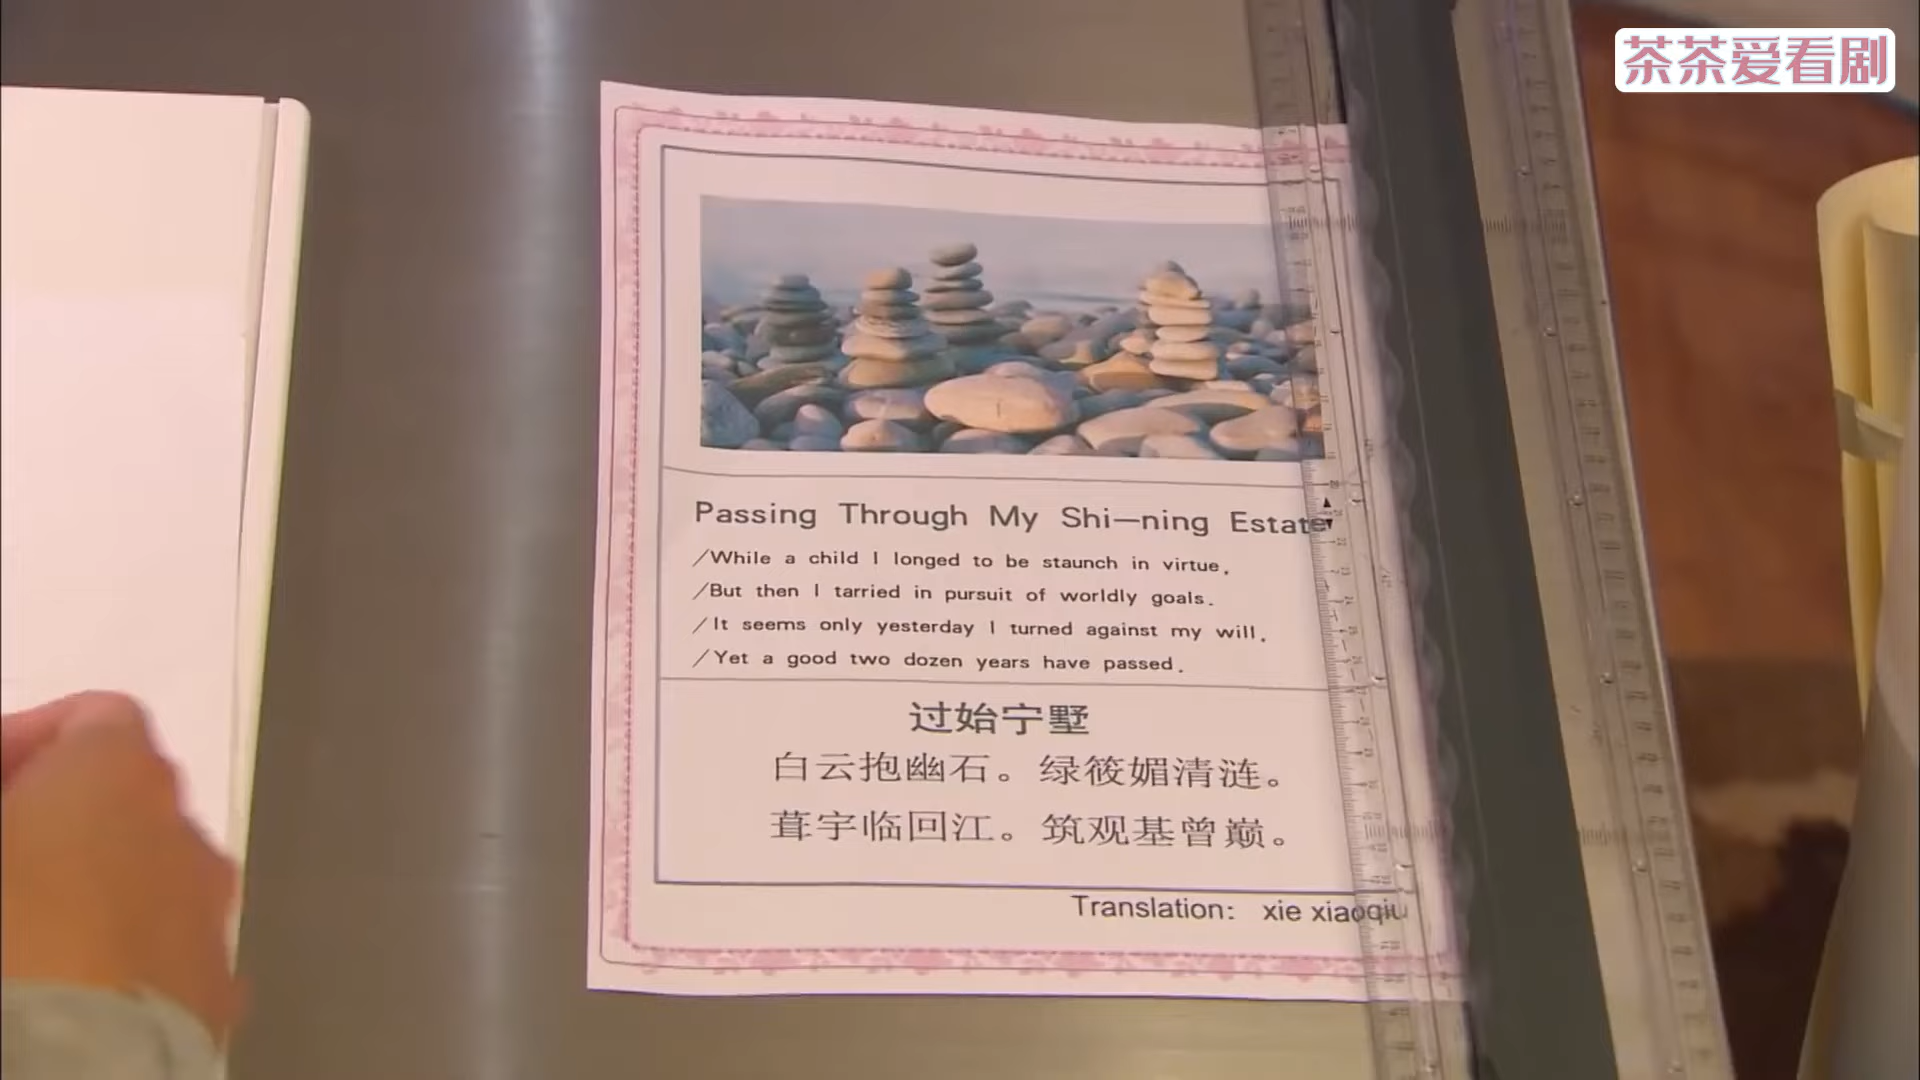 茶茶爱看剧
Passing Through My Shi—ning Estate
/While a child I longed to be staunch in virtue.
/But then I tarried in pursuit of worldly goals.
/It seems only yesterday I turned against my will.
/Yet a good two dozen years have passed.
过始宁墅
白云抱幽石。绿筱媚清涟。
葺宇临回江。筑观基曾巅。
Translation: xie xiaoqiu